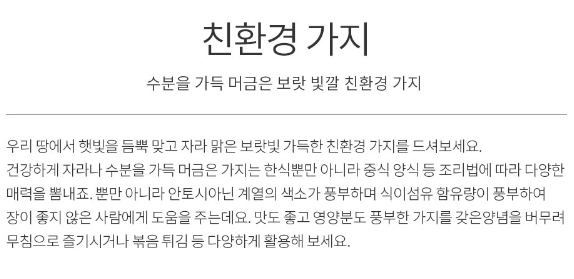 친환경 가지
수분을 가득 머금은 보랏 빛깔 친환경 가지
우리 땅에서 햇빛을 듬뿍 맞고 자라 맑은 보랏빛 가득한 친환경 가지를 드셔보세요.
건강하게 자라나 수분을 가득 머금은 가지는 한식뿐만 아니라 중식 양식 등 조리법에 따라 다양한
매력을 뽐내죠. 뿐만 아니라 안토시아닌 계열의 색소가 풍부하며 식이섬유 함유량이 풍부하여
장이 좋지 않은 사람에게 도움을 주는데요. 맛도 좋고 영양분도 풍부한 가지를 갖은양념을 버무려
무침으로 즐기시거나 볶음 튀김 등 다양하게 활용해 보세요.